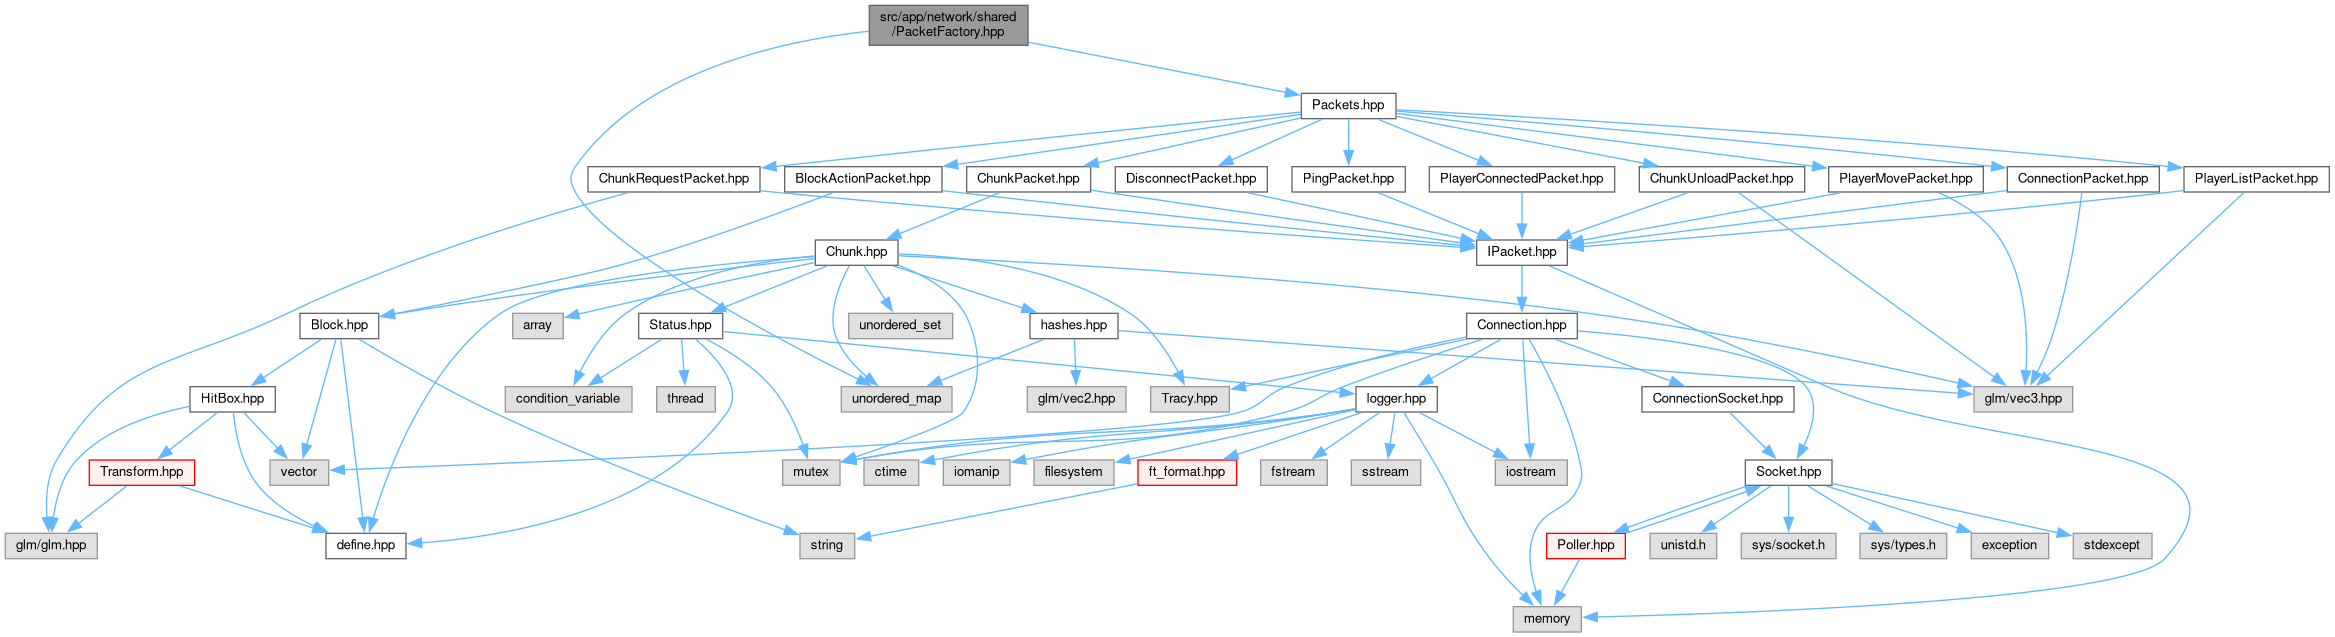 src/app/network/shared
/PacketFactory.hpp
Packets.hpp
ChunkRequestPacket.hpp
BlockActionPacket.hpp
ChunkPacket.hpp
DisconnectPacket.hpp
PingPacket.hpp
PlayerConnectedPacket.hpp
ChunkUnloadPacket.hpp
PlayerMovePacket.hpp
ConnectionPacket.hpp
PlayerListPacket.hpp
Chunk.hpp
IPacket.hpp
Block.hpp
array
Status.hpp
unordered_set
hashes.hpp
Connection.hpp
HitBox.hpp
condition_variable
thread
unordered_map
glm/vec2.hpp
Tracy.hpp
logger.hpp
ConnectionSocket.hpp
glm/vec3.hpp
Transform.hpp
vector
mutex
ctime
iomanip
filesystem
ft_format.hpp
fstream
sstream
iostream
Socket.hpp
glm/glm.hpp
define.hpp
string
Poller.hpp
unistd.h
sys/socket.h
sys/types.h
exception
stdexcept
memory